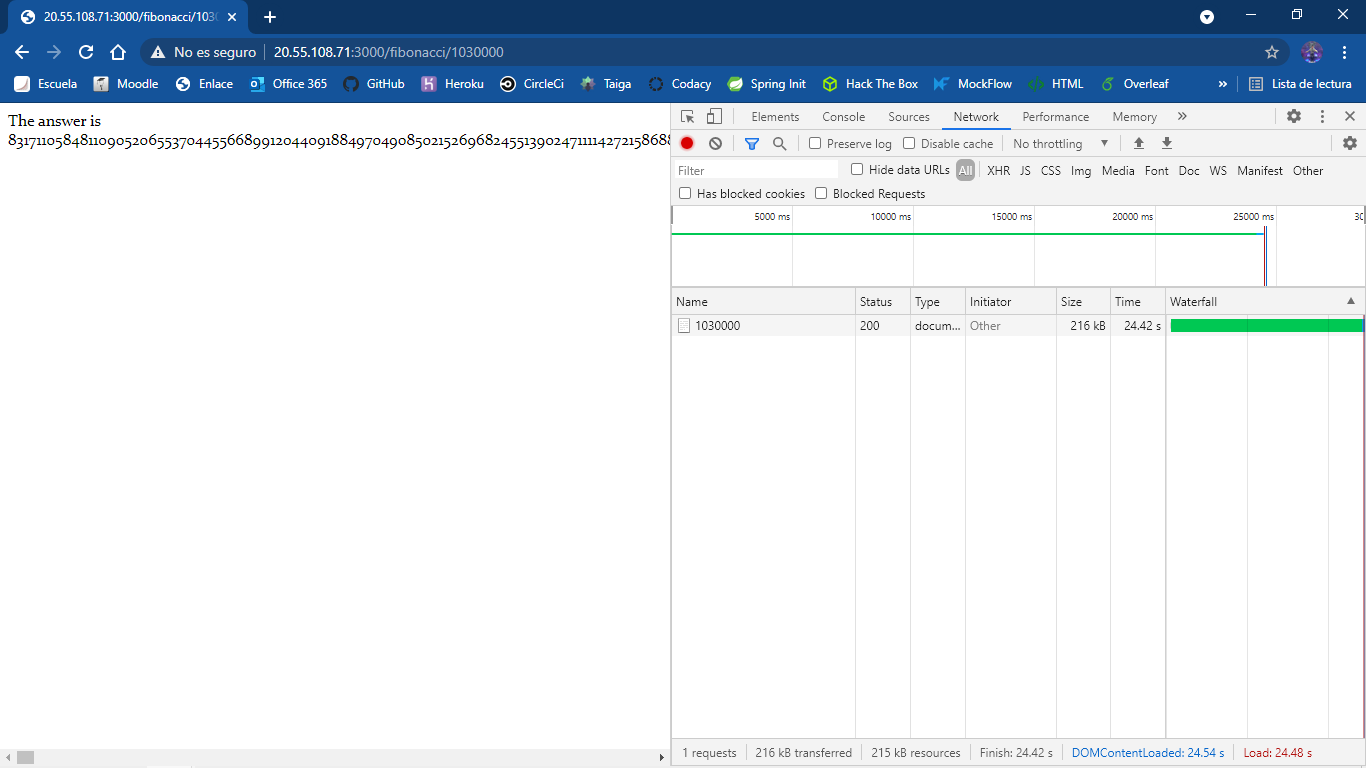 20.55.108.71:3000/fibonacci/1030
No es seguro 20.55.108.71:3000/fibonacci/1030000
Escuela Moodle Enlace Office 365 GitHub Heroku CircleCi Taiga Codacy Spring Init Hack The Box MockFlow HTML Overleaf » Lista de lectura
The answer is
Elements Console Sources Network Performance Memory »
Preserve log Disable cache No throttling
Filter Hide data URLs All XHR JS CSS Img Media Font Doc WS Manifest Other
Has blocked cookies Blocked Requests
5000 ms 10000 ms 15000 ms 20000 ms 25000 ms
Name Status Type Initiator Size Time Waterfall
1030000 200 docum... Other 216 kB 24.42 s
1 requests 216 kB transferred 215 kB resources Finish: 24.42 s DOMContentLoaded: 24.54 s Load: 24.48 s